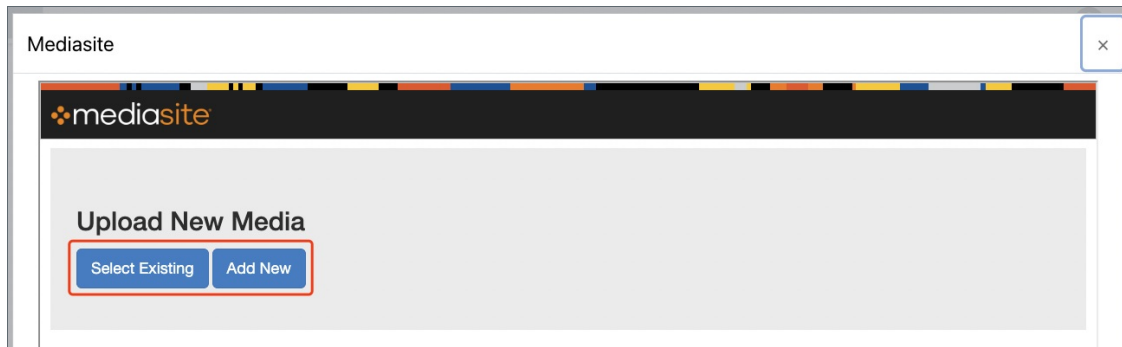 Mediasite
×
mediasite
Upload New Media
Select Existing Add New